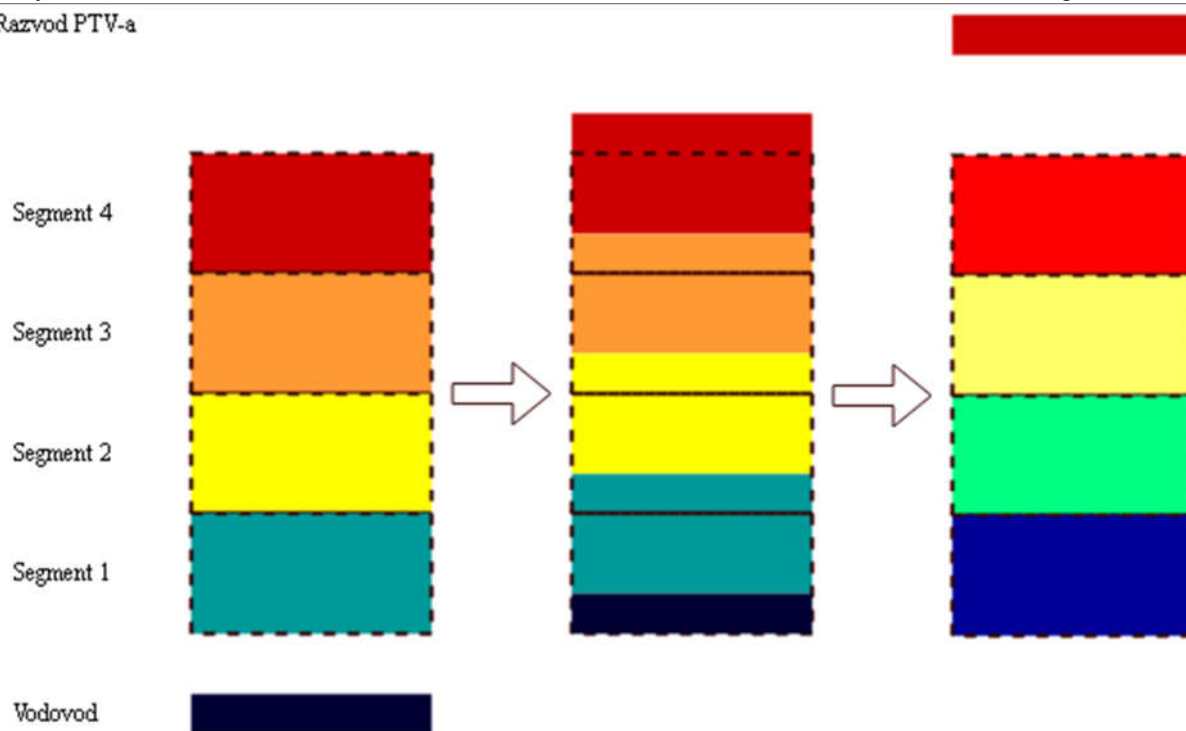 Razvod PTV-a
Segment 4
Segment 3
Segment 2
Segment 1
Vodovod